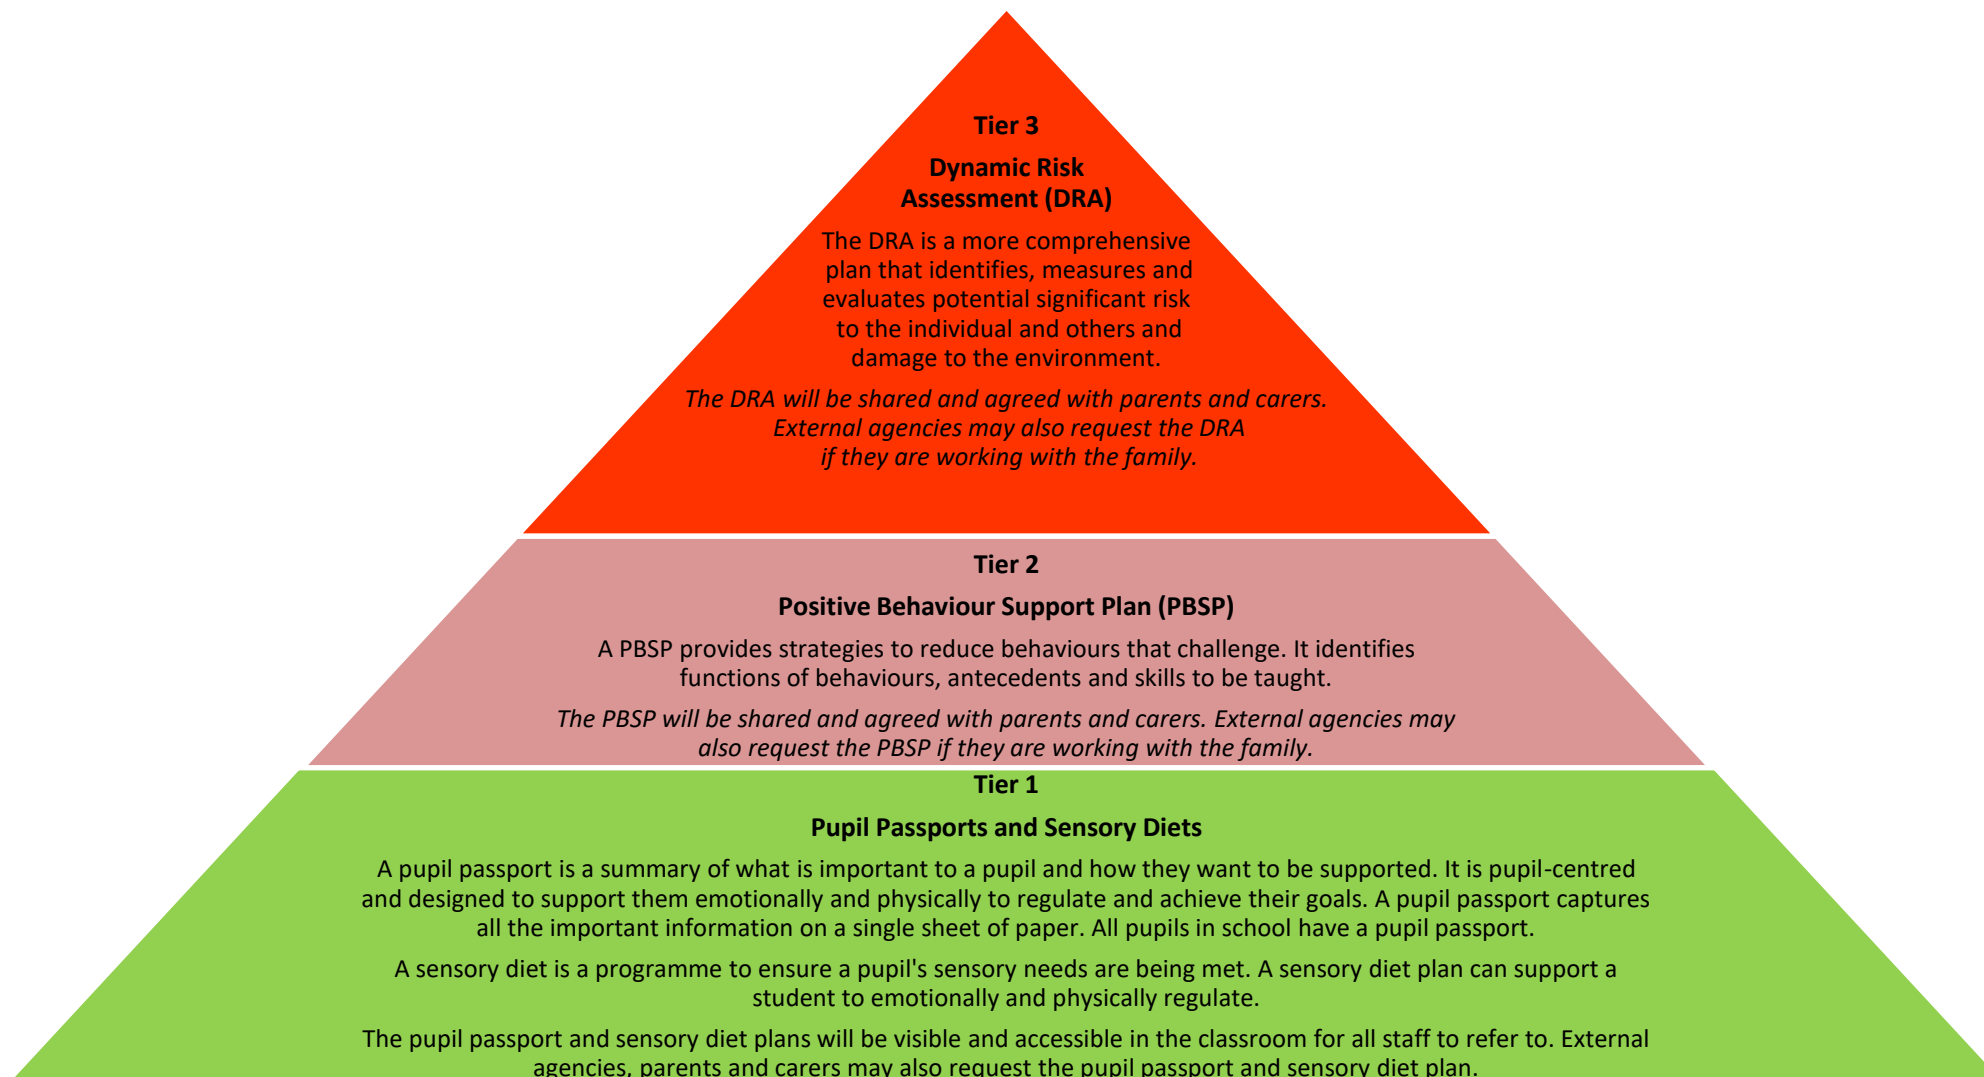 Tier 3
Dynamic Risk
Assessment (DRA)
The DRA is a more comprehensive
plan that identifies, measures and
evaluates potential significant risk
to the individual and others and
damage to the environment.
The DRA will be shared and agreed with parents and carers.
External agencies may also request the DRA
if they are working with the family.
Tier 2
Positive Behaviour Support Plan (PBSP)
A PBSP provides strategies to reduce behaviours that challenge. It identifies
functions of behaviours, antecedents and skills to be taught.
The PBSP will be shared and agreed with parents and carers. External agencies may
also request the PBSP if they are working with the family.
Tier 1
Pupil Passports and Sensory Diets
A pupil passport is a summary of what is important to a pupil and how they want to be supported. It is pupil-centred
and designed to support them emotionally and physically to regulate and achieve their goals. A pupil passport captures
all the important information on a single sheet of paper. All pupils in school have a pupil passport.
A sensory diet is a programme to ensure a pupil's sensory needs are being met. A sensory diet plan can support a
student to emotionally and physically regulate.
The pupil passport and sensory diet plans will be visible and accessible in the classroom for all staff to refer to. External
agencies, parents and carers may also request the pupil passport and sensory diet plan.